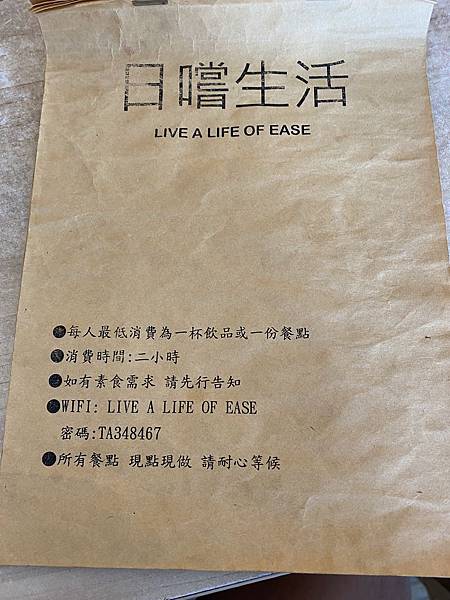 日嚐生活
LIVE A LIFE OF EASE
●每人最低消費為一杯飲品或一份餐點
●消費時間:二小時
●如有素食需求 請先行告知
●WIFI: LIVE A LIFE OF EASE
密碼:TA348467
●所有餐點 現點現做 請耐心等候